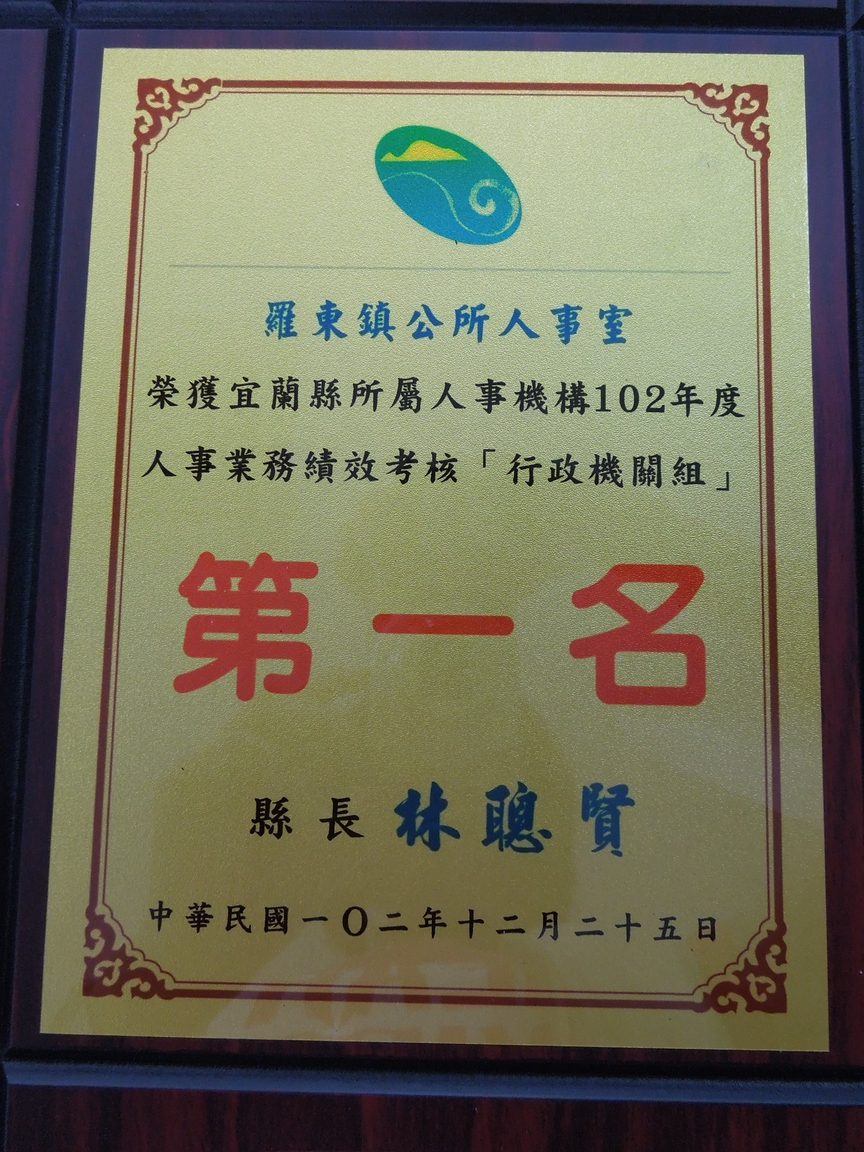 羅東鎮公所人事室
榮獲宜蘭縣所屬人事機構102年度
人事業務績效考核「行政機關組」
第一名
縣長 林聰賢
中華民國一〇二年十二月二十五日